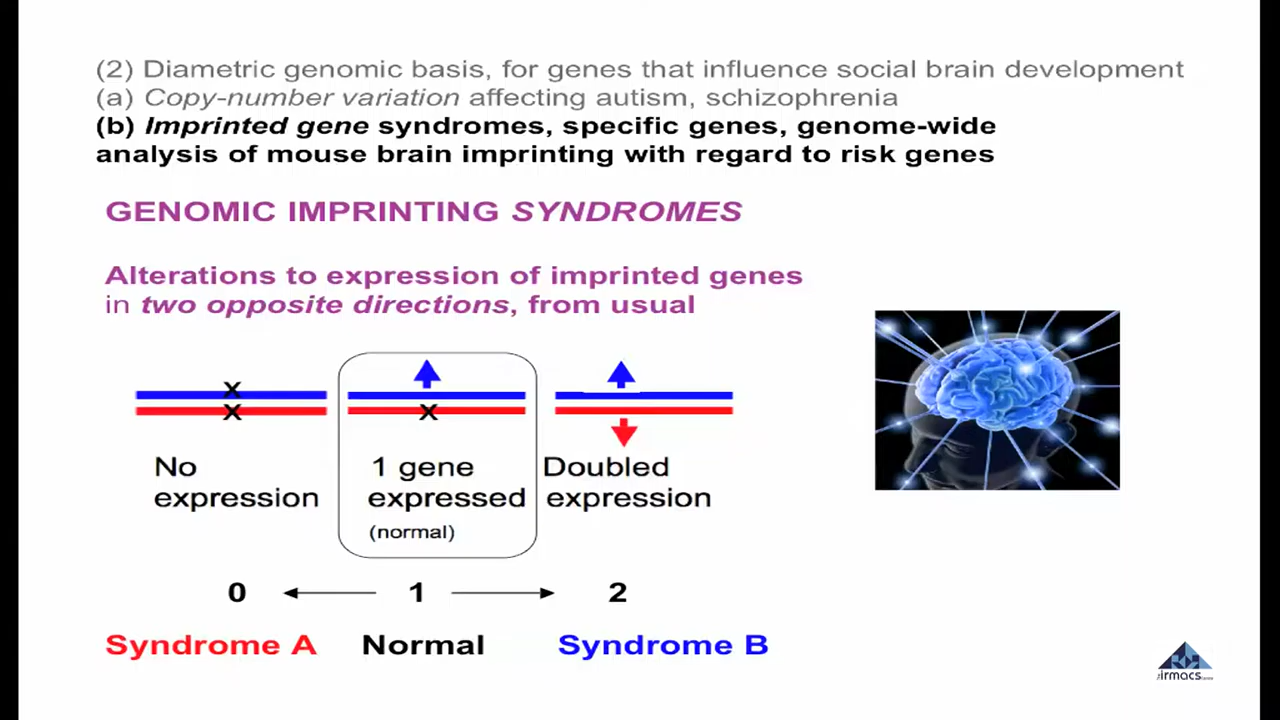 (2) Diametric genomic basis, for genes that influence social brain development
(a) Copy-number variation affecting autism, schizophrenia
(b) Imprinted gene syndromes, specific genes, genome-wide
analysis of mouse brain imprinting with regard to risk genes
GENOMIC IMPRINTING SYNDROMES
Alterations to expression of imprinted genes
in two opposite directions, from usual
x x x
No 1 gene Doubled
expression expressed expression
(normal)
0 1 2
Syndrome A Normal Syndrome B
irmacs